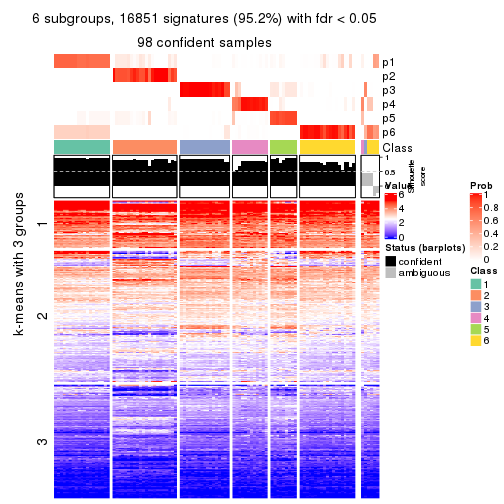 6 subgroups, 16851 signatures (95.2%) with fdr < 0.05
98 confident samples
p1
p2
p3
p4
p5
p6
Class
1
0.5
0
Silhouette
score
k-means with 3 groups
1
2
3
Value
6
4
2
0
Status (barplots)
confident
ambiguous
Prob
1
0.8
0.6
0.4
0.2
0
Class
1
2
3
4
5
6